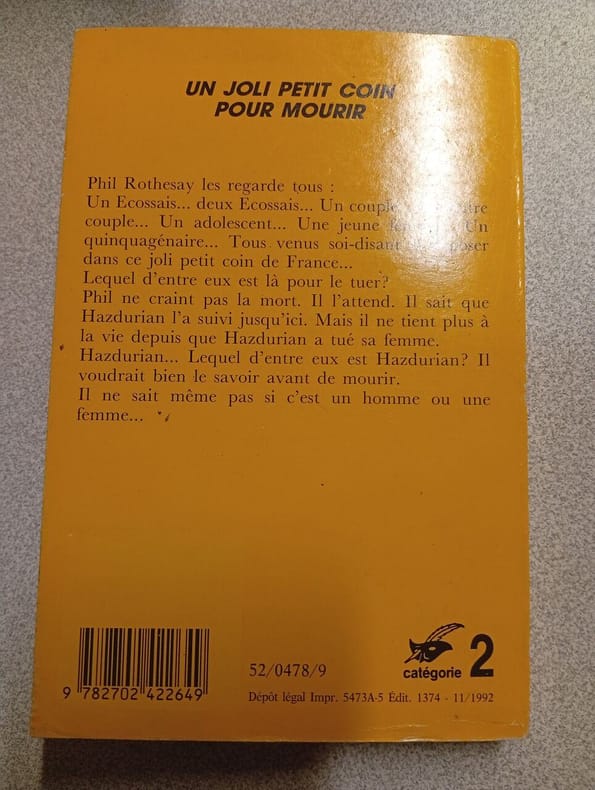 UN JOLI PETIT COIN
POUR MOURIR
Phil Rothesay les regarde tous :
Un Ecossais... deux Ecossais... Un couple
couple... Un adolescent... Une jeune Un
quinquagénaire... Tous venus soi-disant
dans ce joli petit coin de France...
Lequel d'entre eux est là pour le tuer?
Phil ne craint pas la mort. Il l'attend. Il sait que
Hazdurian l'a suivi jusqu'ici. Mais il ne tient plus à
la vie depuis que Hazdurian a tué sa femme.
Hazdurian... Lequel d'entre eux est Hazdurian? Il
voudrait bien le savoir avant de mourir.
Il ne sait même pas si c'est un homme ou une
femme...
9 782702 422649
52/0478/9
catégorie 2
Dépôt légal Impr. 5473A-5 Édit. 1374 - 11/1992